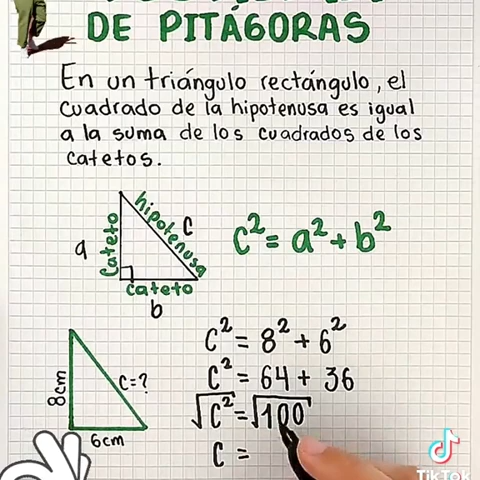 DE PITÁGORAS
En un triángulo rectángulo, el
cuadrado de la hipotenusa es igual
a la suma de los cuadrados de los
catetos.
a
cateto
hipotenusa
c
cateto
b
c² = a² + b²
8cm
c=?
6cm
c² = 8² + 6²
c² = 64 + 36
√c² = √100
c =
TikTok